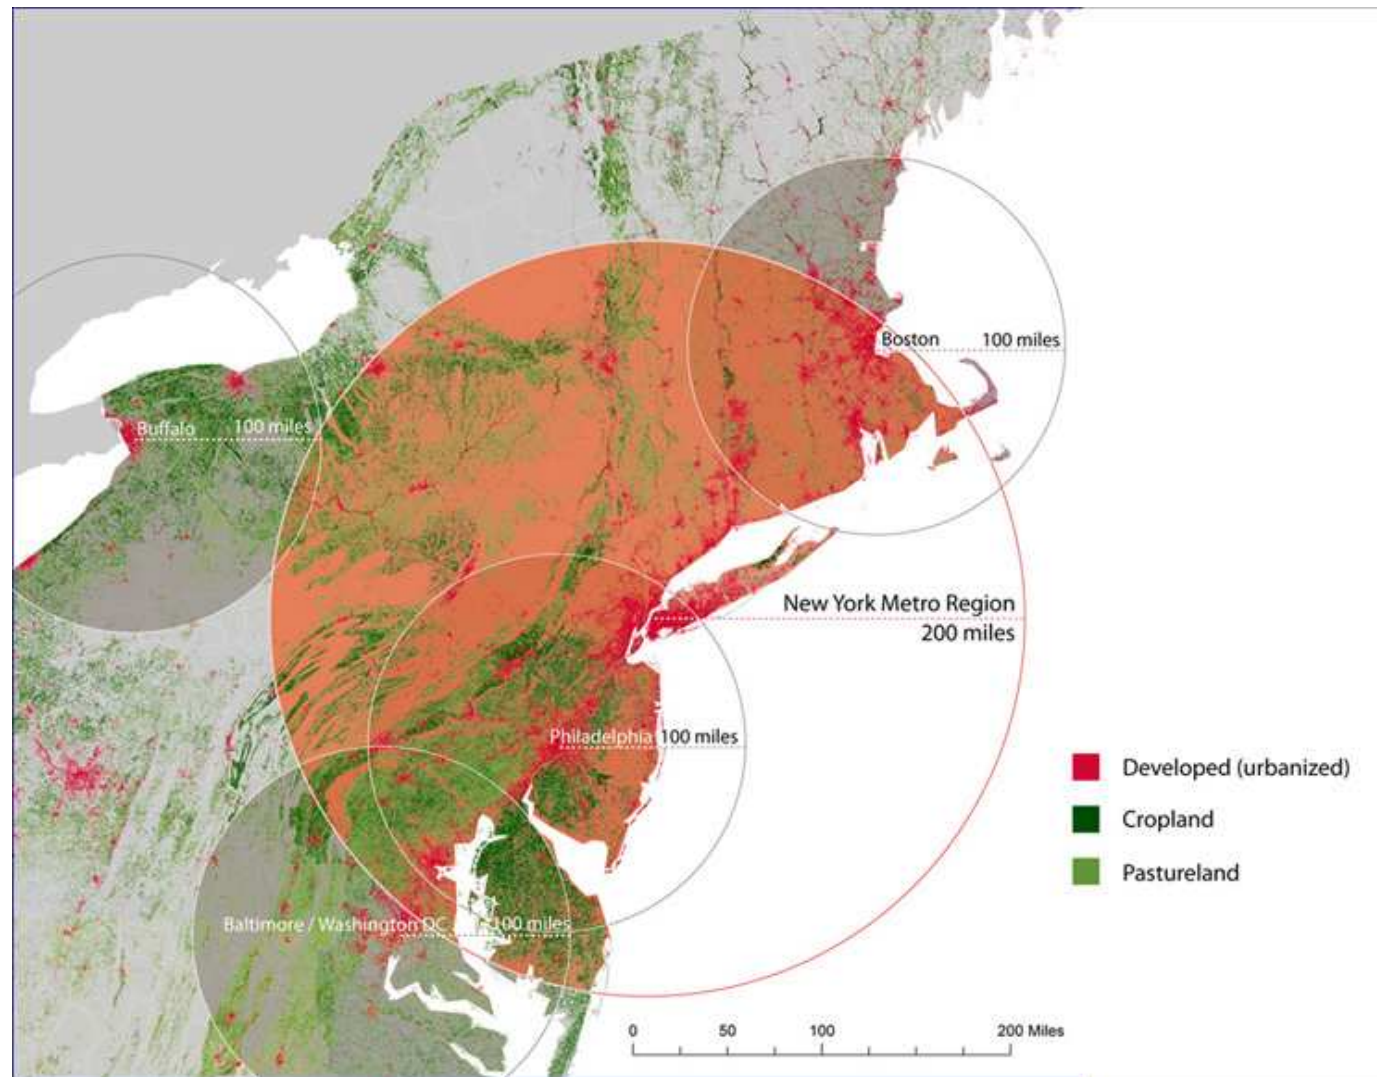 Boston 100 miles
Buffalo 100 miles
New York Metro Region
200 miles
Philadelphia 100 miles
Developed (urbanized)
Cropland
Pastureland
Baltimore / Washington DC 100 miles
0 50 100 200 Miles